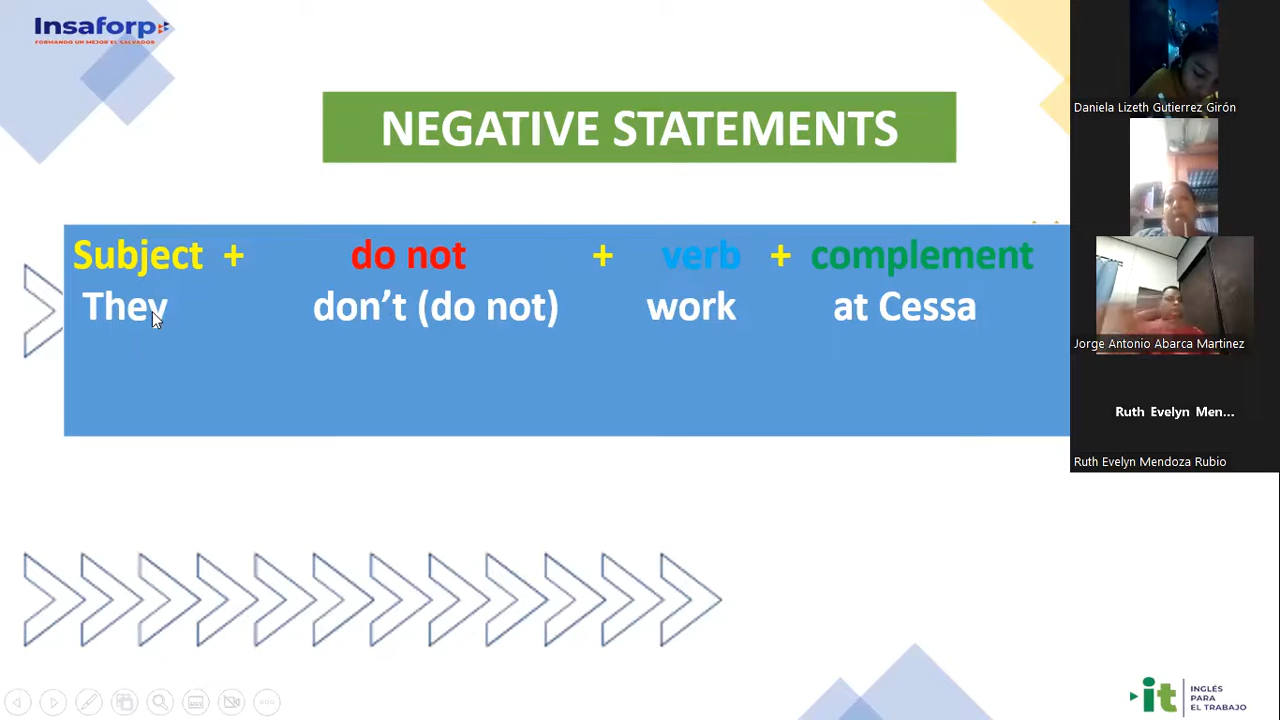 Insaforp
FORMANDO UN MEJOR EL SALVADOR
NEGATIVE STATEMENTS
Subject + do not + verb + complement
They don't (do not) work at Cessa
Daniela Lizeth Gutierrez Girón
Jorge Antonio Abarca Martinez
Ruth Evelyn Men...
Ruth Evelyn Mendoza Rubio
it INGLÉS
PARA
EL TRABAJO